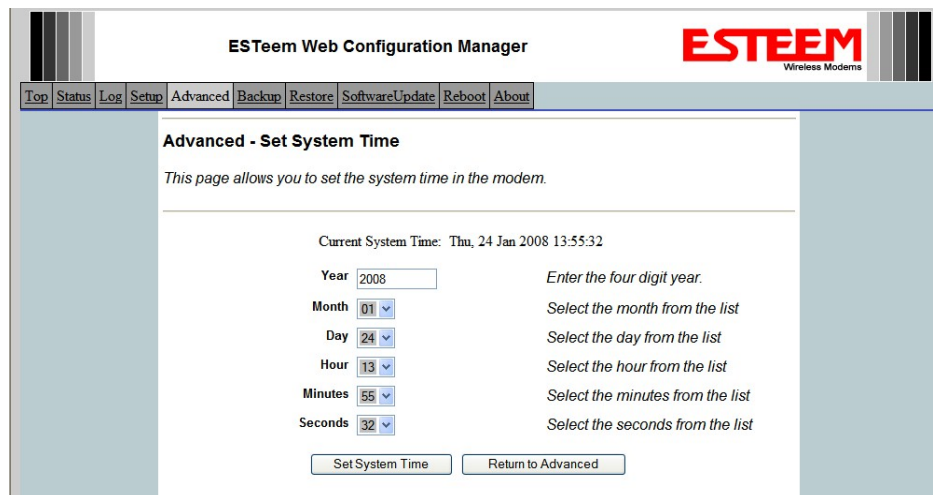 ESTeem Web Configuration Manager
ESTEEM
Wireless Modems
Top Status Log Setup Advanced Backup Restore SoftwareUpdate Reboot About
Advanced - Set System Time
This page allows you to set the system time in the modem.
Current System Time: Thu, 24 Jan 2008 13:55:32
Year 2008 Enter the four digit year.
Month 01 Select the month from the list
Day 24 Select the day from the list
Hour 13 Select the hour from the list
Minutes 55 Select the minutes from the list
Seconds 32 Select the seconds from the list
Set System Time Return to Advanced